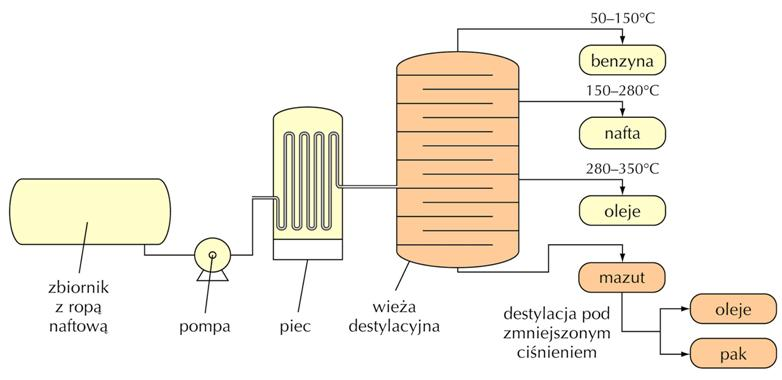 50–150°C
benzyna
150–280°C
nafta
280–350°C
oleje
zbiornik
z ropą
naftową
pompa
piec
wieża
destylacyjna
mazut
destylacja pod
zmniejszonym
ciśnieniem
oleje
pak